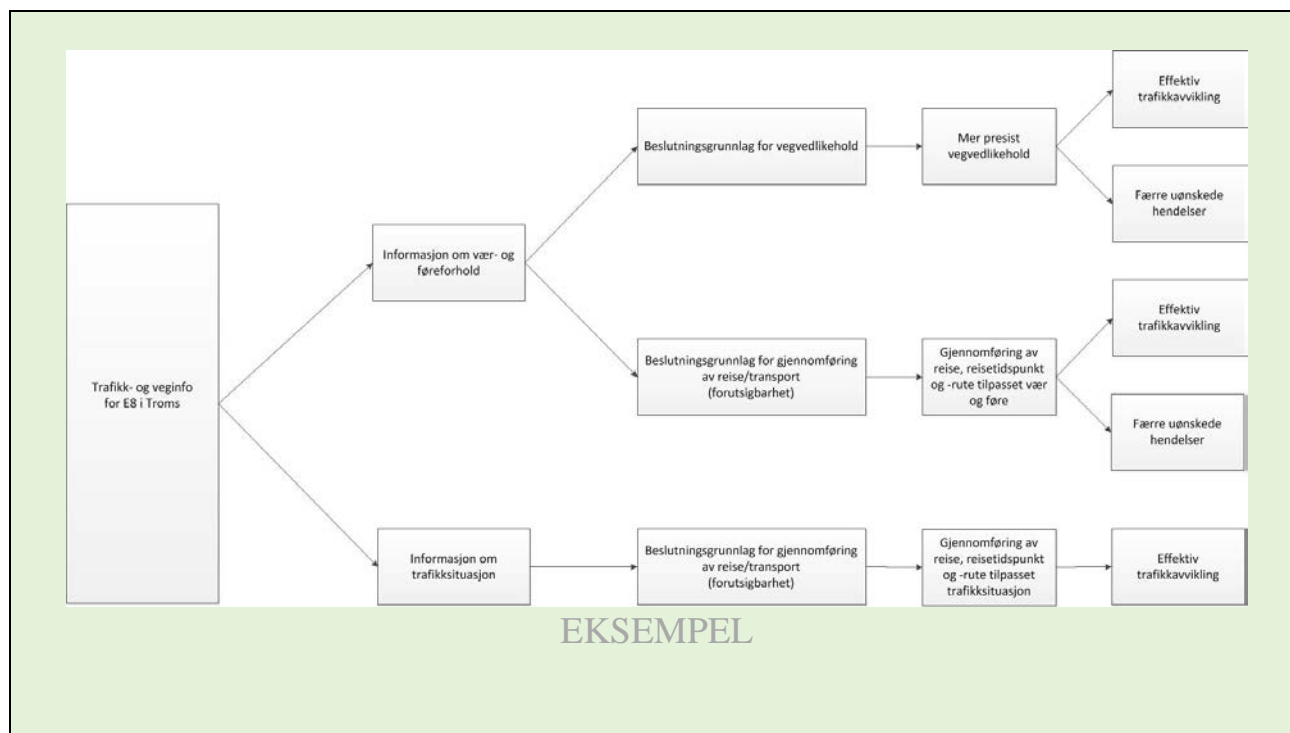 Trafikk- og veginfo
for E8 i Troms
Informasjon om vær- og
føreforhold
Beslutningsgrunnlag for vegvedlikehold
Mer presist
vegvedlikehold
Effektiv
trafikkavvikling
Færre uønskede
hendelser
Beslutningsgrunnlag for gjennomføring
av reise/transport
(forutsigbarhet)
Gjennomføring av
reise, reisetidspunkt
og -rute tilpasset vær
og føre
Effektiv
trafikkavvikling
Færre uønskede
hendelser
Informasjon om
trafikksituasjon
Beslutningsgrunnlag for gjennomføring
av reise/transport
(forutsigbarhet)
Gjennomføring av
reise, reisetidspunkt
og -rute tilpasset
trafikksituasjon
Effektiv
trafikkavvikling
EKSEMPEL